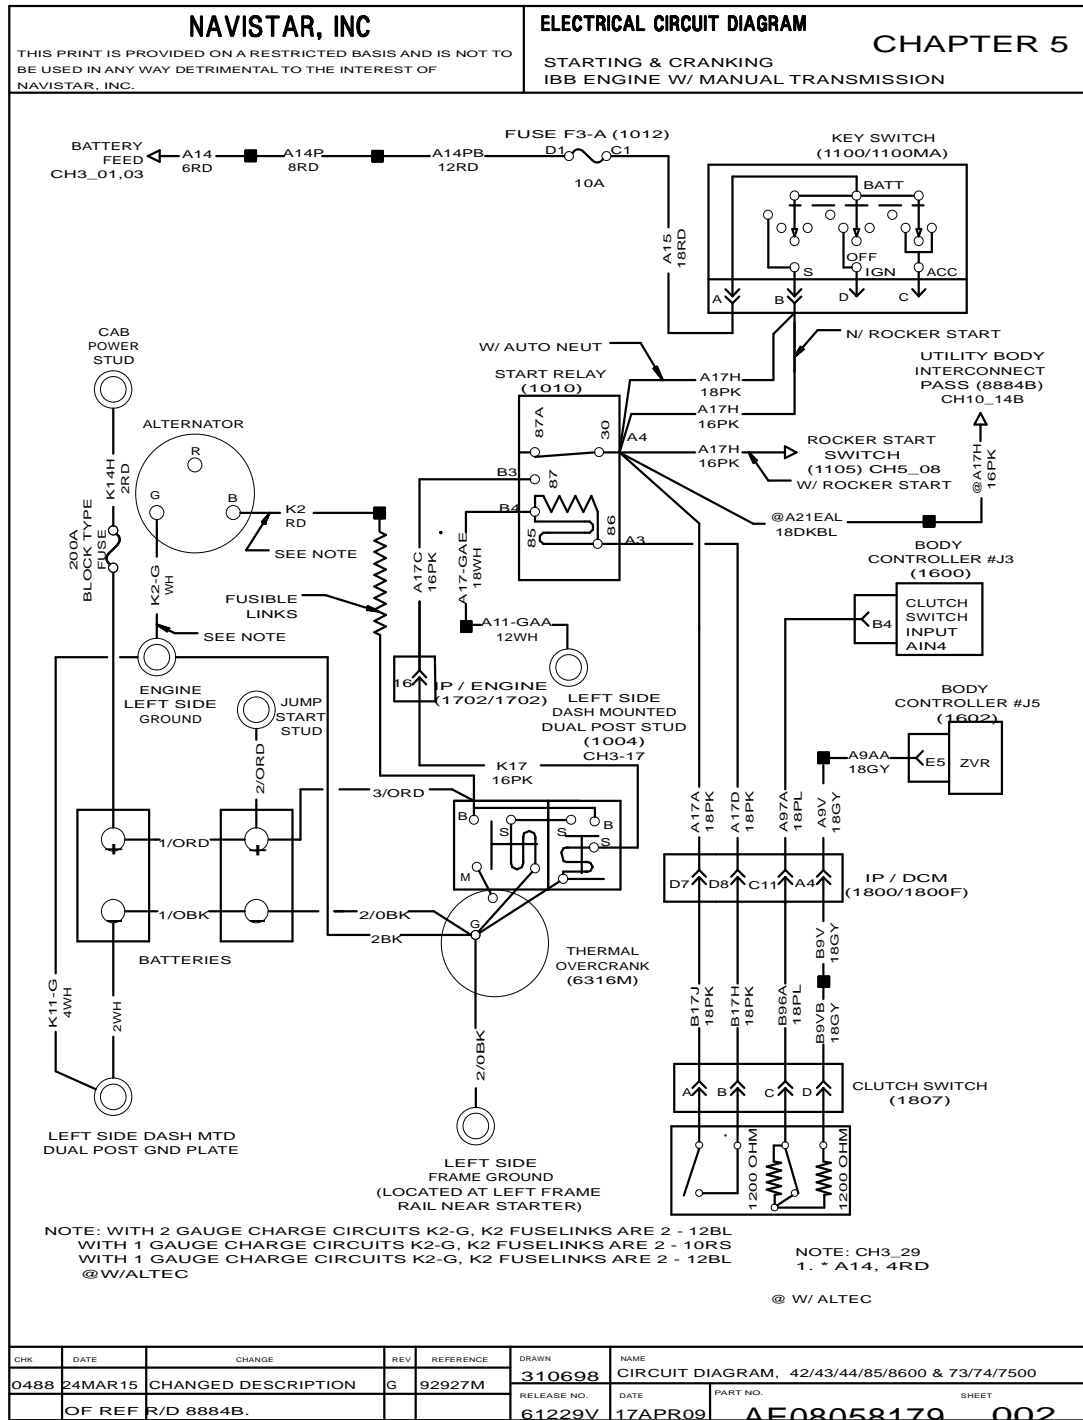 NAVISTAR, INC
THIS PRINT IS PROVIDED ON A RESTRICTED BASIS AND IS NOT TO
BE USED IN ANY WAY DETRIMENTAL TO THE INTEREST OF
NAVISTAR, INC.
ELECTRICAL CIRCUIT DIAGRAM
CHAPTER 5
STARTING & CRANKING
IBB ENGINE W/ MANUAL TRANSMISSION
BATTERY
FEED
CH3_01,03
A14
6RD
A14P
8RD
A14PB
12RD
FUSE F3-A (1012)
D1
C1
10A
A15
18RD
KEY SWITCH
(1100/1100MA)
BATT
OFF
S
IGN
ACC
A
B
D
C
N/ ROCKER START
W/ AUTO NEUT
UTILITY BODY
INTERCONNECT
PASS (8884B)
CH10_14B
CAB
POWER
STUD
START RELAY
(1010)
87A
30
A4
A17H
18PK
A17H
16PK
A17H
16PK
ROCKER START
SWITCH
(1105) CH5_08
W/ ROCKER START
@A17H
16PK
ALTERNATOR
R
G
B
K14H
2RD
200A
BLOCK TYPE
FUSE
K2
RD
SEE NOTE
B3
87
B4
85
86
A3
@A21EAL
18DKBL
K2-G
WH
SEE NOTE
FUSIBLE
LINKS
A17C
16PK
A17-GAE
18WH
A11-GAA
12WH
BODY
CONTROLLER #J3
(1600)
B4
CLUTCH
SWITCH
INPUT
AIN4
ENGINE
LEFT SIDE
GROUND
JUMP
START
STUD
16
IP / ENGINE
(1702/1702)
LEFT SIDE
DASH MOUNTED
DUAL POST STUD
(1004)
CH3-17
BODY
CONTROLLER #J5
(1602)
E5
ZVR
A9AA
18GY
2/ORD
K17
16PK
3/ORD
1/ORD
+
+
B
S
S
B
S
M
A17A
18PK
A17D
18PK
A97A
18PL
A9V
18GY
D7
D8
C11
A4
IP / DCM
(1800/1800F)
1/OBK
2/0BK
2BK
G
BATTERIES
THERMAL
OVERCRANK
(6316M)
B9V
18GY
K11-G
4WH
2WH
2/0BK
B17J
18PK
B17H
18PK
B96A
18PL
B9VB
18GY
A
B
C
D
CLUTCH SWITCH
(1807)
1200 OHM
1200 OHM
LEFT SIDE DASH MTD
DUAL POST GND PLATE
LEFT SIDE
FRAME GROUND
(LOCATED AT LEFT FRAME
RAIL NEAR STARTER)
NOTE: WITH 2 GAUGE CHARGE CIRCUITS K2-G, K2 FUSELINKS ARE 2 - 12BL
WITH 1 GAUGE CHARGE CIRCUITS K2-G, K2 FUSELINKS ARE 2 - 10RS
WITH 1 GAUGE CHARGE CIRCUITS K2-G, K2 FUSELINKS ARE 2 - 12BL
@W/ALTEC
NOTE: CH3_29
1. * A14, 4RD
@ W/ ALTEC
CHK DATE CHANGE REV REFERENCE
0488 24MAR15 CHANGED DESCRIPTION G 92927M
OF REF R/D 8884B.
DRAWN
310698
NAME
CIRCUIT DIAGRAM, 42/43/44/85/8600 & 73/74/7500
RELEASE NO.
61229V
DATE
17APR09
PART NO.
AE08058179
SHEET
002